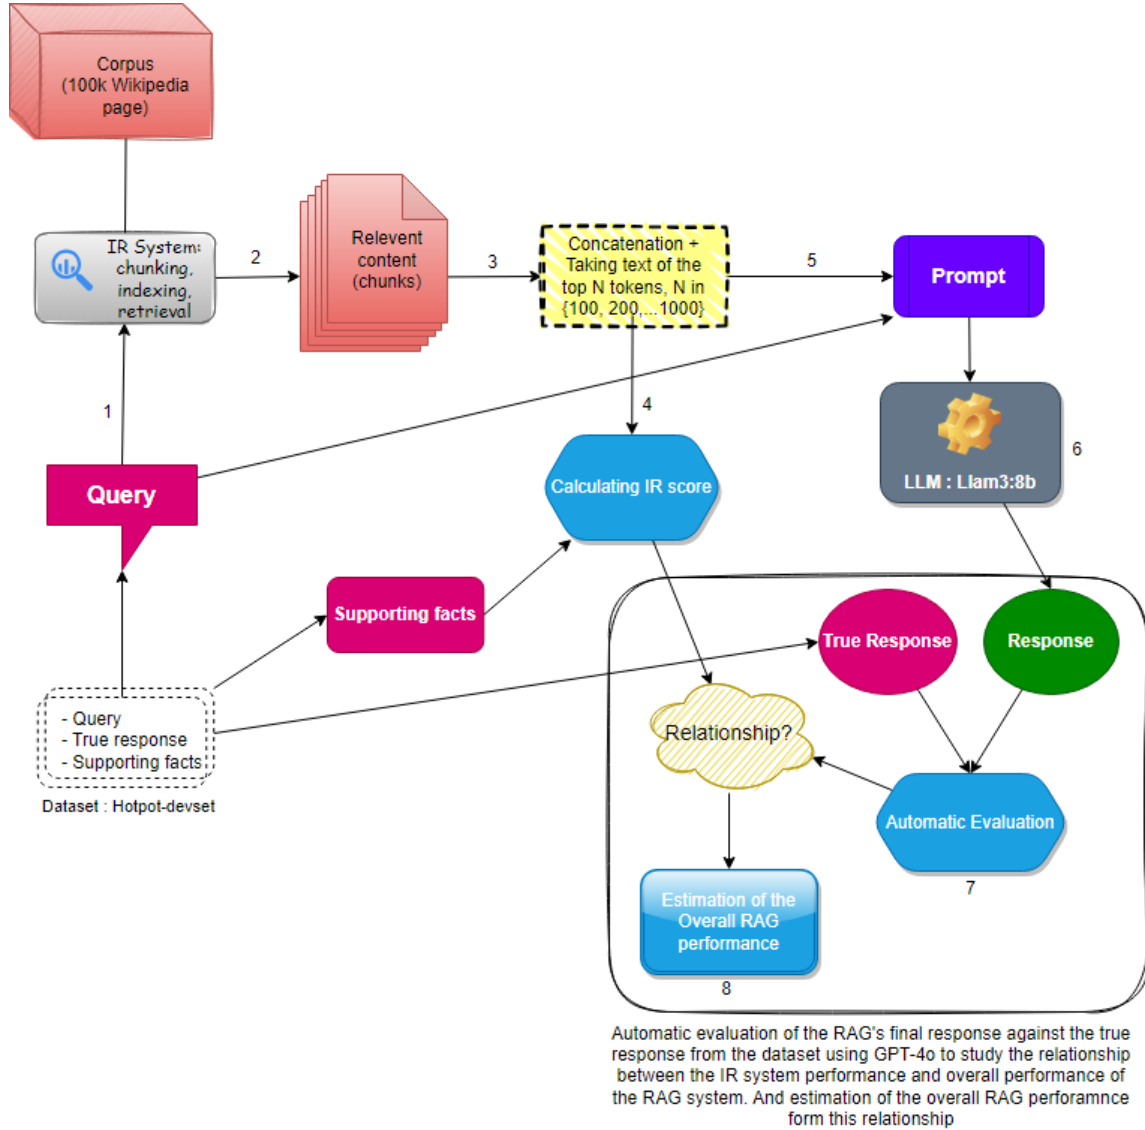 Corpus
(100k Wikipedia
page)
IR System:
chunking,
indexing,
retrieval
2
Relevent
content
(chunks)
3
Concatenation +
Taking text of the
top N tokens, N in
{100, 200,...1000}
5
Prompt
1
4
6
LLM : Llam3:8b
Query
Calculating IR score
Supporting facts
True Response
Response
- Query
- True response
- Supporting facts
Dataset : Hotpot-devset
Relationship?
Automatic Evaluation
7
Estimation of the
Overall RAG
performance
8
Automatic evaluation of the RAG's final response against the true
response from the dataset using GPT-4o to study the relationship
between the IR system performance and overall performance of
the RAG system. And estimation of the overall RAG perforamnce
form this relationship